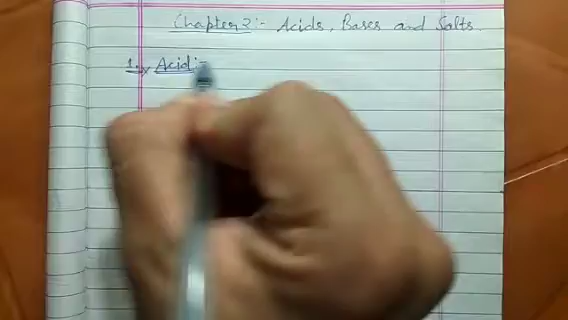 Chapter 2:- Acids, Bases and Salts.
1. Acid:-